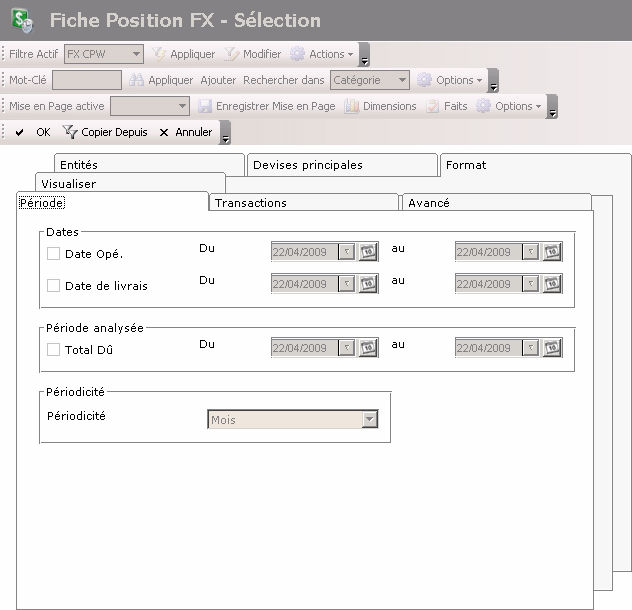 Fiche Position FX - Sélection
Filtre Actif FX CPW Appliquer Modifier Actions
Mot-Clé Appliquer Ajouter Rechercher dans Catégorie Options
Mise en Page active Enregistrer Mise en Page Dimensions Faits Options
OK Copier Depuis Annuler
Entités Devises principales Format
Visualiser
Période Transactions Avancé
Dates
Date Opé. Du 22/04/2009 au 22/04/2009
Date de livrais Du 22/04/2009 au 22/04/2009
Période analysée
Total Dû Du 22/04/2009 au 22/04/2009
Périodicité
Périodicité Mois